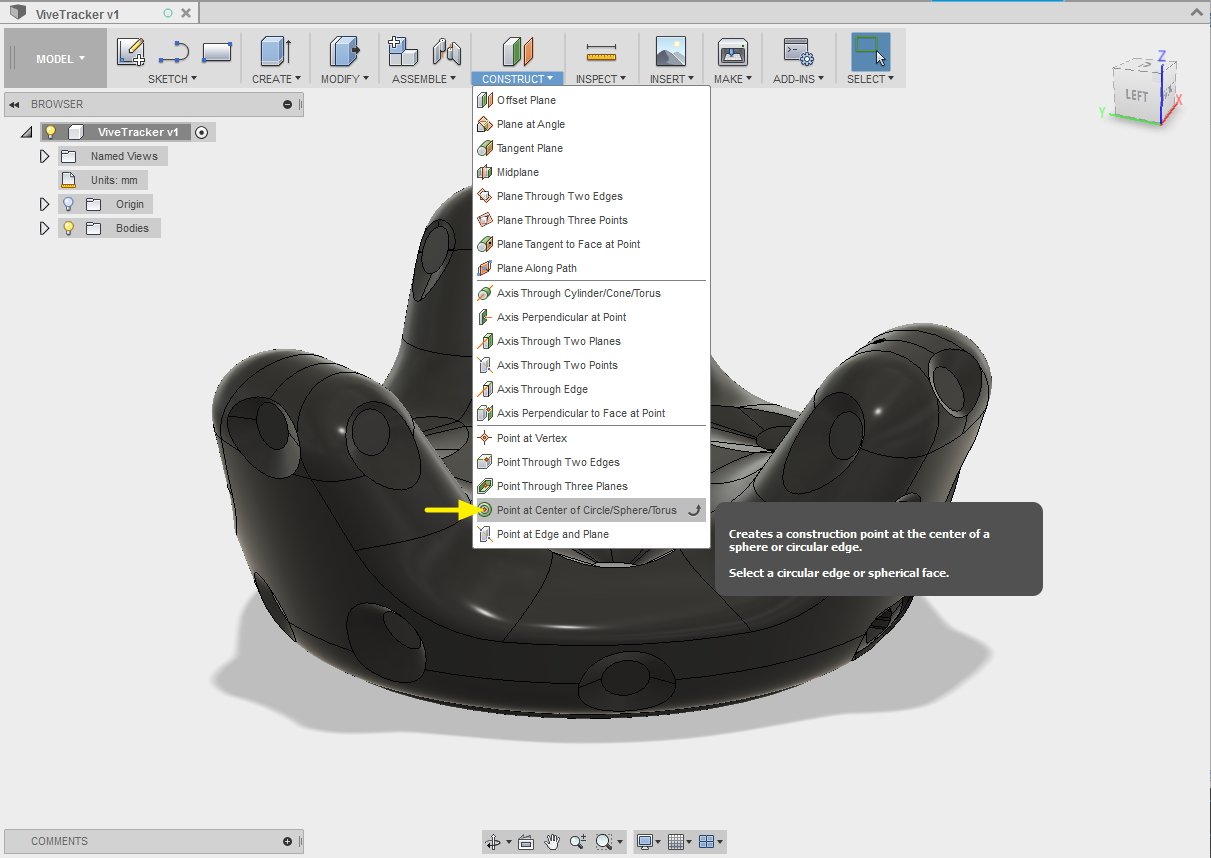 ViveTracker v1
MODEL
SKETCH
CREATE
MODIFY
ASSEMBLE
CONSTRUCT
INSPECT
INSERT
MAKE
ADD-INS
SELECT
BROWSER
ViveTracker v1
Named Views
Units: mm
Origin
Bodies
Offset Plane
Plane at Angle
Tangent Plane
Midplane
Plane Through Two Edges
Plane Through Three Points
Plane Tangent to Face at Point
Plane Along Path
Axis Through Cylinder/Cone/Torus
Axis Perpendicular at Point
Axis Through Two Planes
Axis Through Two Points
Axis Through Edge
Axis Perpendicular to Face at Point
Point at Vertex
Point Through Two Edges
Point Through Three Planes
Point at Center of Circle/Sphere/Torus
Point at Edge and Plane
Creates a construction point at the center of a
sphere or circular edge.
Select a circular edge or spherical face.
Z
LEFT
X
Y
COMMENTS